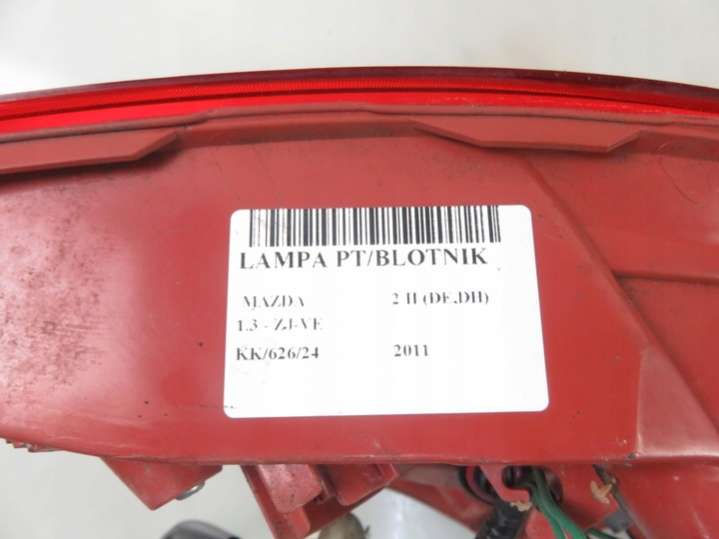 LAMPA PT/BLOTNIK
MAZDA 2 II (DE,DH)
1.3 - ZJ-VE
KK/626/24 2011